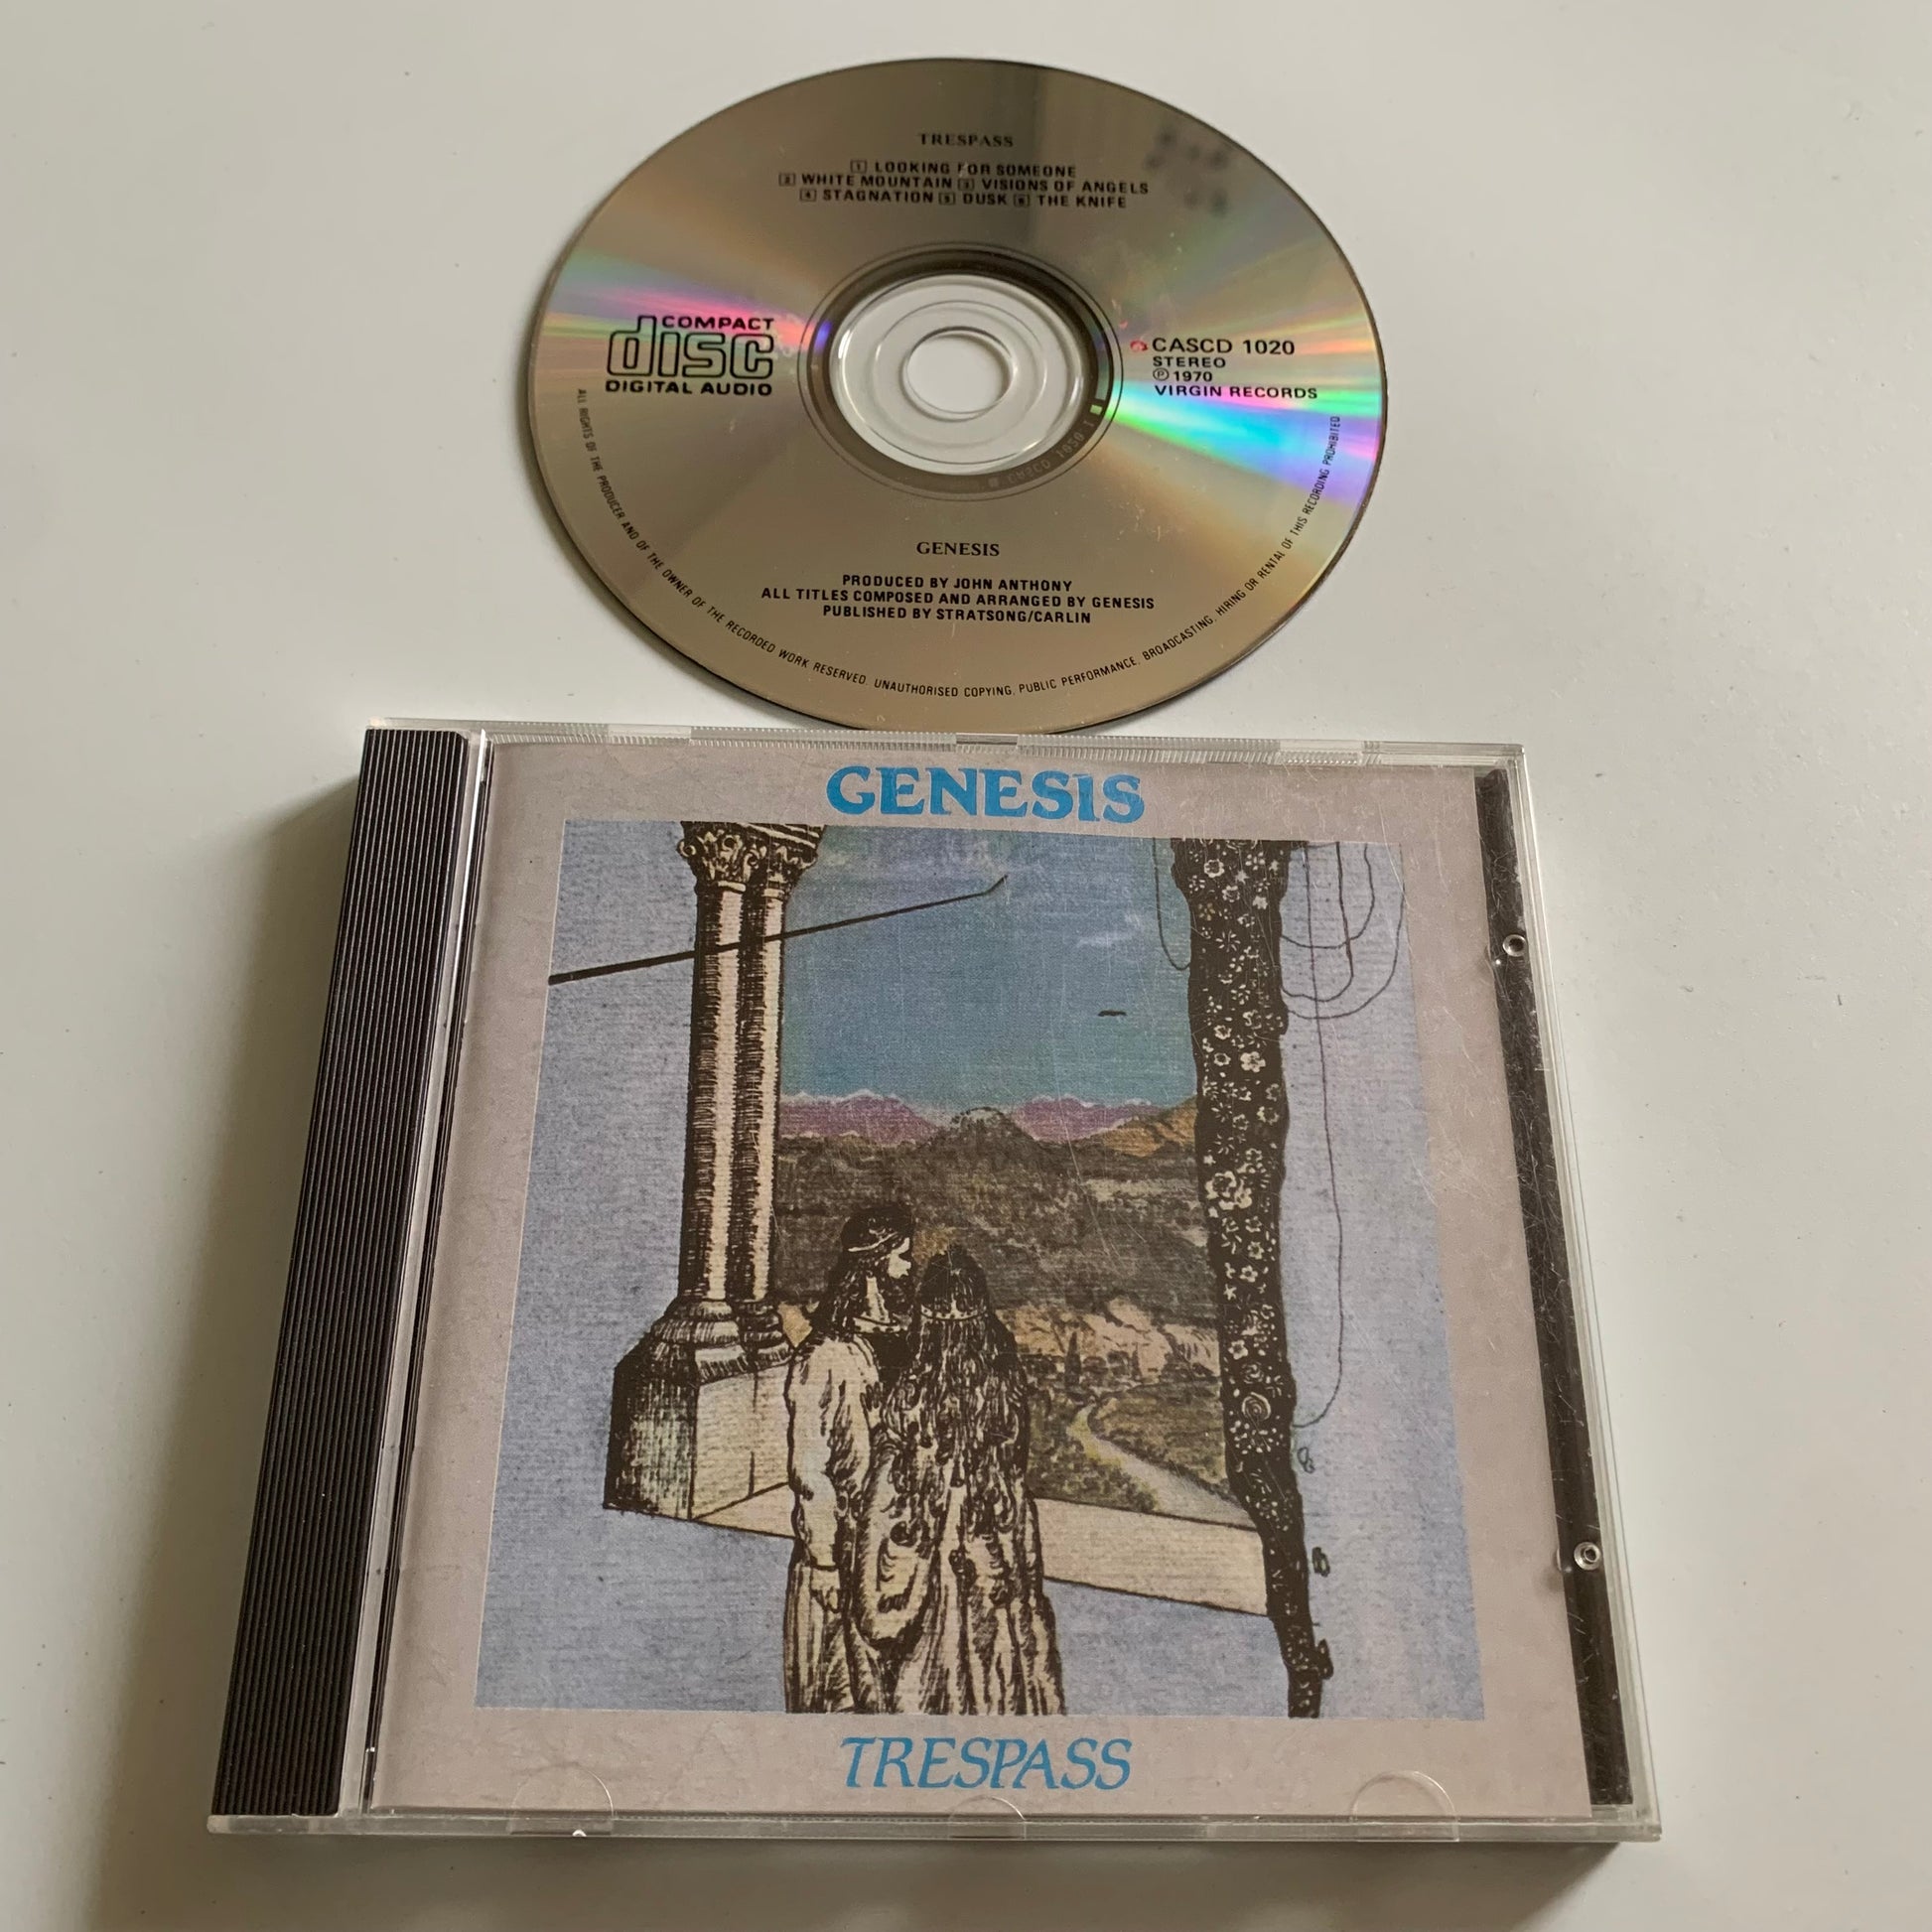 TRESPASS
1 LOOKING FOR SOMEONE
2 WHITE MOUNTAIN 3 VISIONS OF ANGELS
4 STAGNATION 5 DUSK 6 THE KNIFE
COMPACT
disc
DIGITAL AUDIO
CASCD 1020
STEREO
℗ 1970
VIRGIN RECORDS
GENESIS
PRODUCED BY JOHN ANTHONY
ALL TITLES COMPOSED AND ARRANGED BY GENESIS
PUBLISHED BY STRATSONG/CARLIN
ALL RIGHTS OF THE PRODUCER AND OF THE OWNER OF THE RECORDED WORK RESERVED. UNAUTHORISED COPYING, PUBLIC PERFORMANCE, BROADCASTING, HIRING OR RENTAL OF THIS RECORDING PROHIBITED
GENESIS
TRESPASS